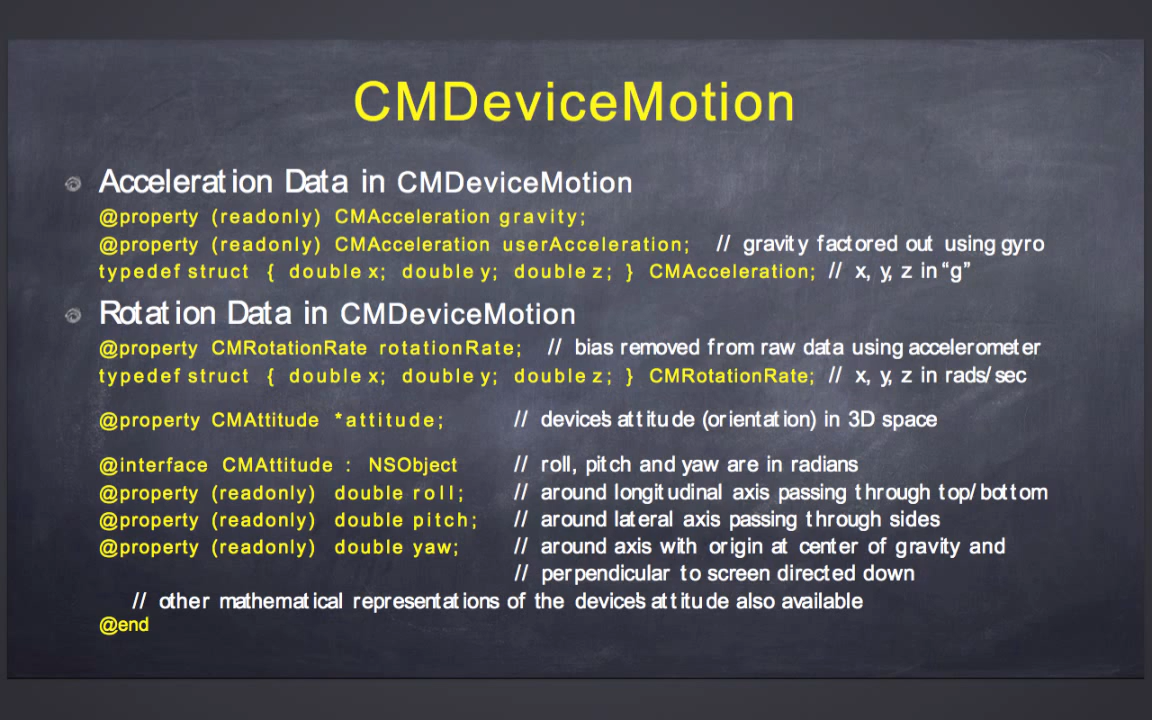 CMDeviceMotion
Acceleration Data in CMDeviceMotion
@property (readonly) CMAcceleration gravity;
@property (readonly) CMAcceleration userAcceleration; // gravity factored out using gyro
typedef struct { double x; double y; double z; } CMAcceleration; // x, y, z in “g”
Rotation Data in CMDeviceMotion
@property CMRotationRate rotationRate; // bias removed from raw data using accelerometer
typedef struct { double x; double y; double z; } CMRotationRate; // x, y, z in rads/sec
@property CMAttitude *attitude; // device’s attitude (orientation) in 3D space
@interface CMAttitude : NSObject // roll, pitch and yaw are in radians
@property (readonly) double roll; // around longitudinal axis passing through top/bottom
@property (readonly) double pitch; // around lateral axis passing through sides
@property (readonly) double yaw; // around axis with origin at center of gravity and
// perpendicular to screen directed down
// other mathematical representations of the device’s attitude also available
@end